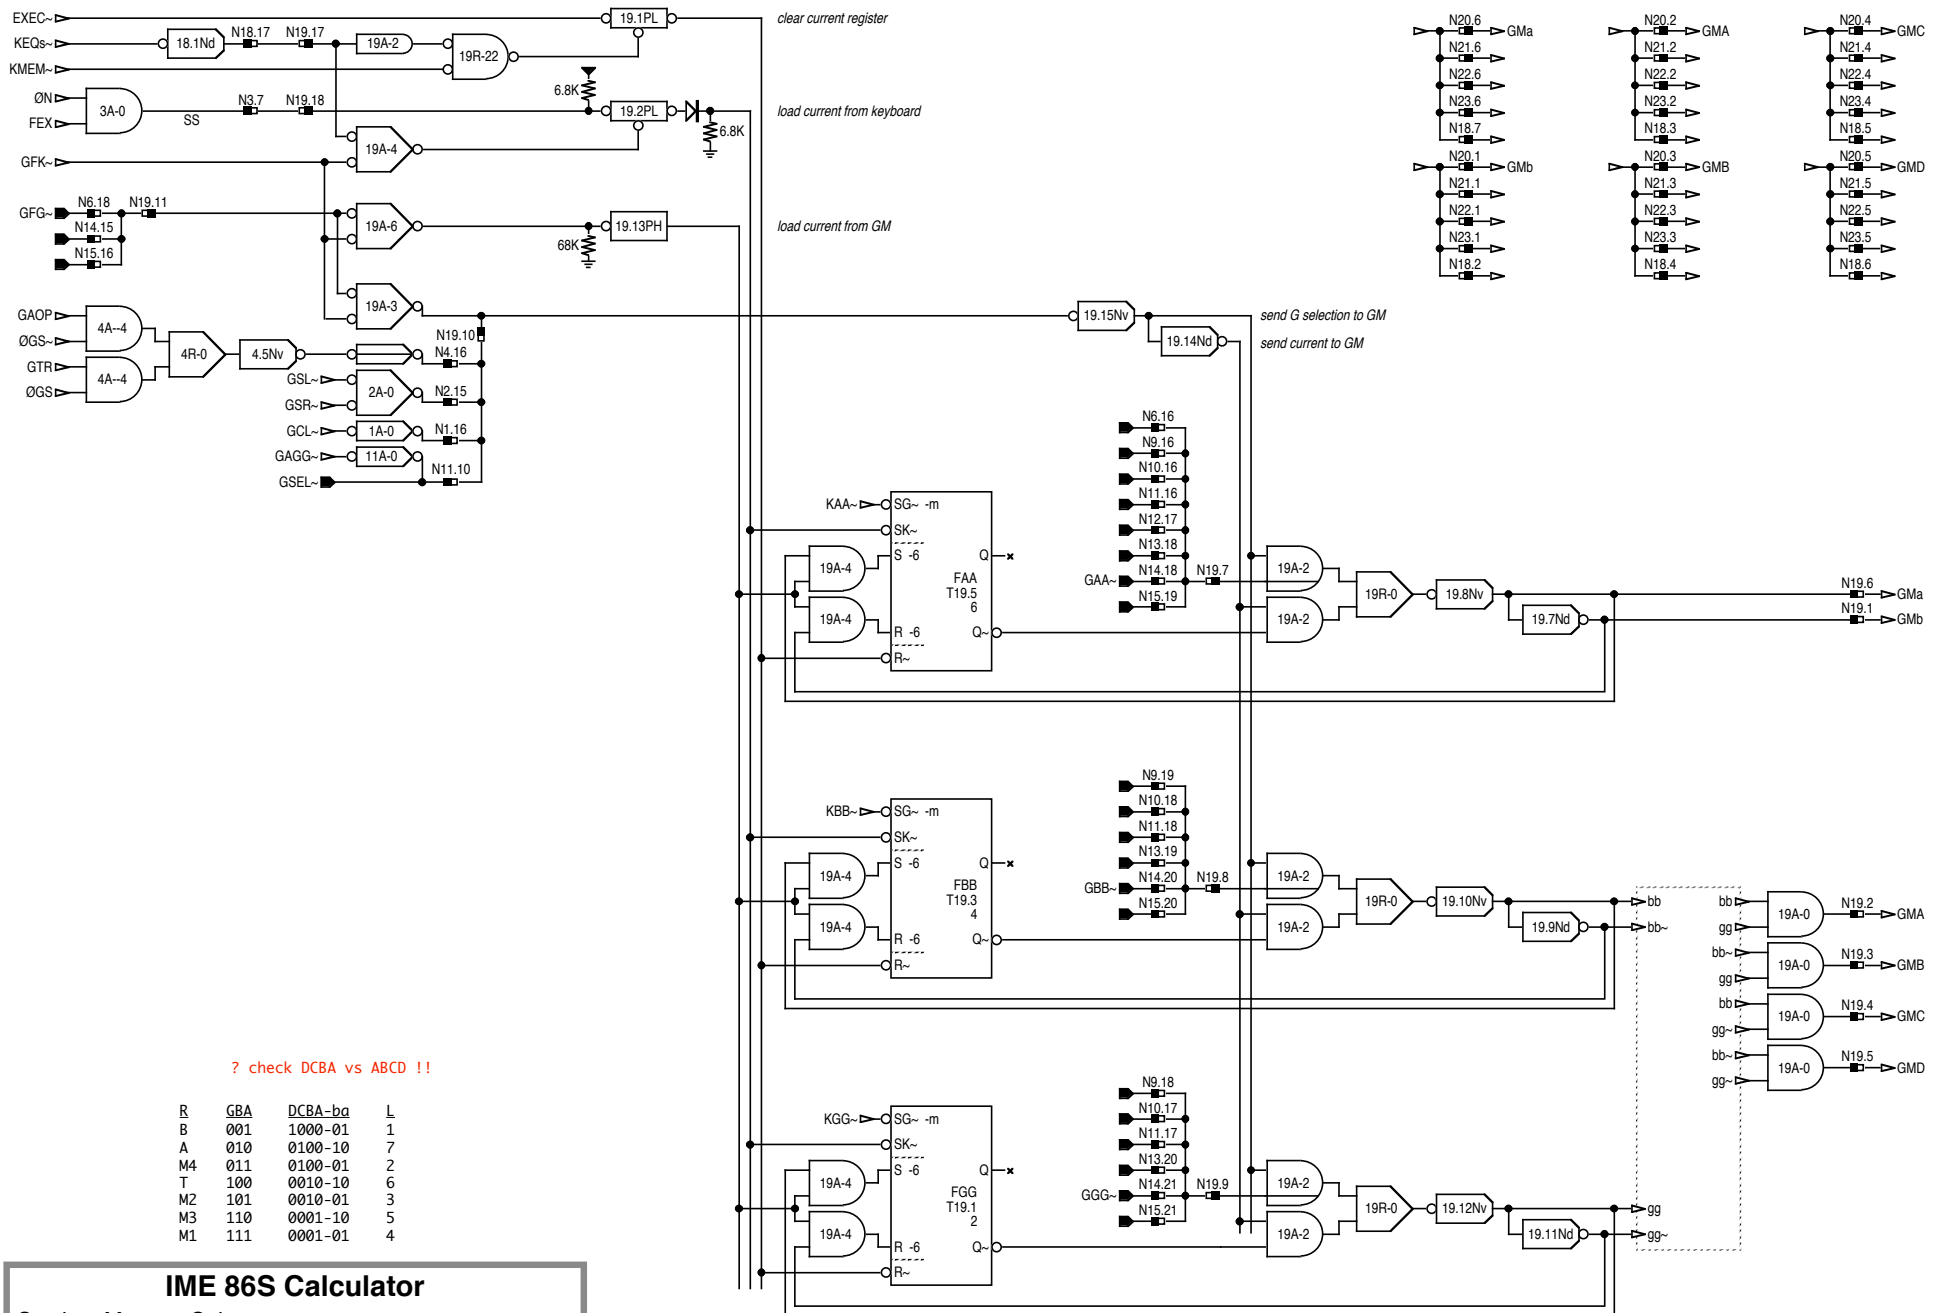 EXEC~
19.1PL
clear current register
KEQs~
18.1Nd
N18.17
N19.17
19A-2
19R-22
KMEM~
6.8K
ØN
FEX
3A-0
SS
N3.7
N19.18
19.2PL
6.8K
load current from keyboard
19A-4
GFK~
GFG~
N6.18
N14.15
N15.16
N19.11
19A-6
68K
19.13PH
load current from GM
19A-3
GAOP
ØGS~
4A--4
GTR
ØGS
4A--4
4R-0
4.5Nv
N19.10
N4.16
GSL~
GSR~
2A-0
N2.15
GCL~
1A-0
N1.16
GAGG~
11A-0
N11.10
GSEL~
19.15Nv
send G selection to GM
19.14Nd
send current to GM
N20.6
GMa
N21.6
N22.6
N23.6
N18.7
N20.2
GMA
N21.2
N22.2
N23.2
N18.3
N20.4
GMC
N21.4
N22.4
N23.4
N18.5
N20.1
GMb
N21.1
N22.1
N23.1
N18.2
N20.3
GMB
N21.3
N22.3
N23.3
N18.4
N20.5
GMD
N21.5
N22.5
N23.5
N18.6
KAA~
SG~ -m
SK~
S -6
Q
FAA
T19.5
6
R -6
Q~
R~
19A-4
19A-4
N6.16
N9.16
N10.16
N11.16
N12.17
N13.18
GAA~
N14.18
N15.19
N19.7
19A-2
19A-2
19R-0
19.8Nv
19.7Nd
N19.6
GMa
N19.1
GMb
KBB~
SG~ -m
SK~
S -6
Q
FBB
T19.3
4
R -6
Q~
R~
19A-4
19A-4
N9.19
N10.18
N11.18
N13.19
GBB~
N14.20
N15.20
N19.8
19A-2
19A-2
19R-0
19.10Nv
19.9Nd
bb
bb~
bb
gg
19A-0
N19.2
GMA
bb~
gg
19A-0
N19.3
GMB
bb
gg~
19A-0
N19.4
GMC
bb~
gg~
19A-0
N19.5
GMD
KGG~
SG~ -m
SK~
S -6
Q
FGG
T19.1
2
R -6
Q~
R~
19A-4
19A-4
N9.18
N10.17
N11.17
N13.20
GGG~
N14.21
N15.21
N19.9
19A-2
19A-2
19R-0
19.12Nv
19.11Nd
gg
gg~
? check DCBA vs ABCD !!
R GBA DCBA-ba L
B 001 1000-01 1
A 010 0100-10 7
M4 011 0100-01 2
T 100 0010-10 6
M2 101 0010-01 3
M3 110 0001-10 5
M1 111 0001-01 4
IME 86S Calculator